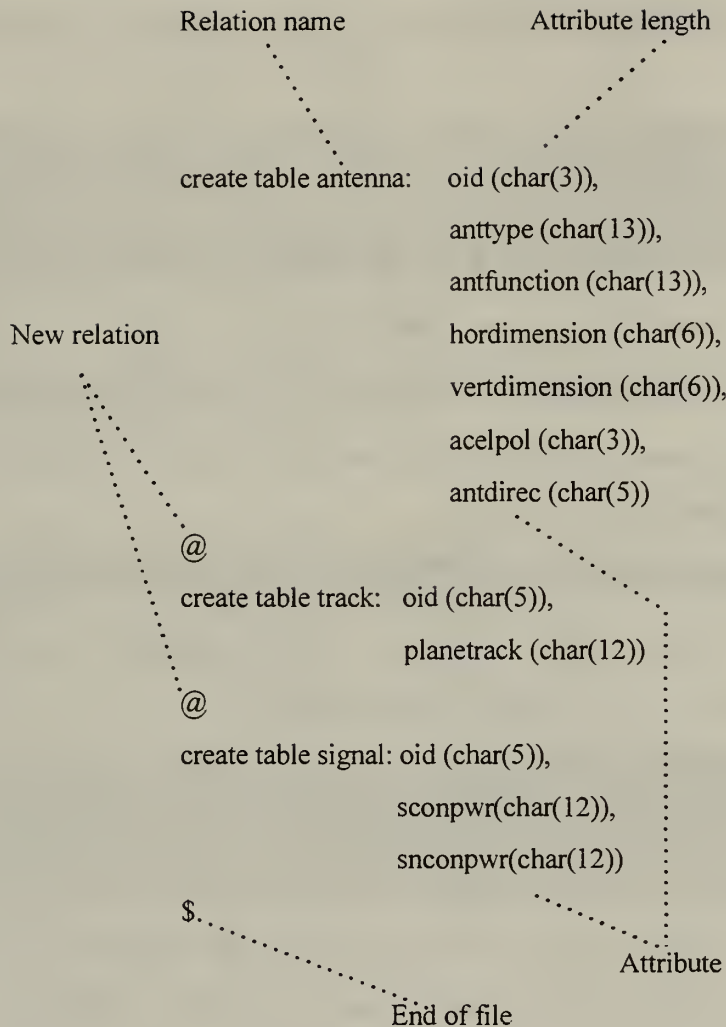 Relation name Attribute length
create table antenna: oid (char(3)),
anttype (char(13)),
antfunction (char(13)),
New relation hordimension (char(6)),
vertdimension (char(6)),
acelpol (char(3)),
antdirec (char(5))
@
create table track: oid (char(5)),
planetrack (char(12))
@
create table signal: oid (char(5)),
sconpwr(char(12)),
snconpwr(char(12))
$
Attribute
End of file